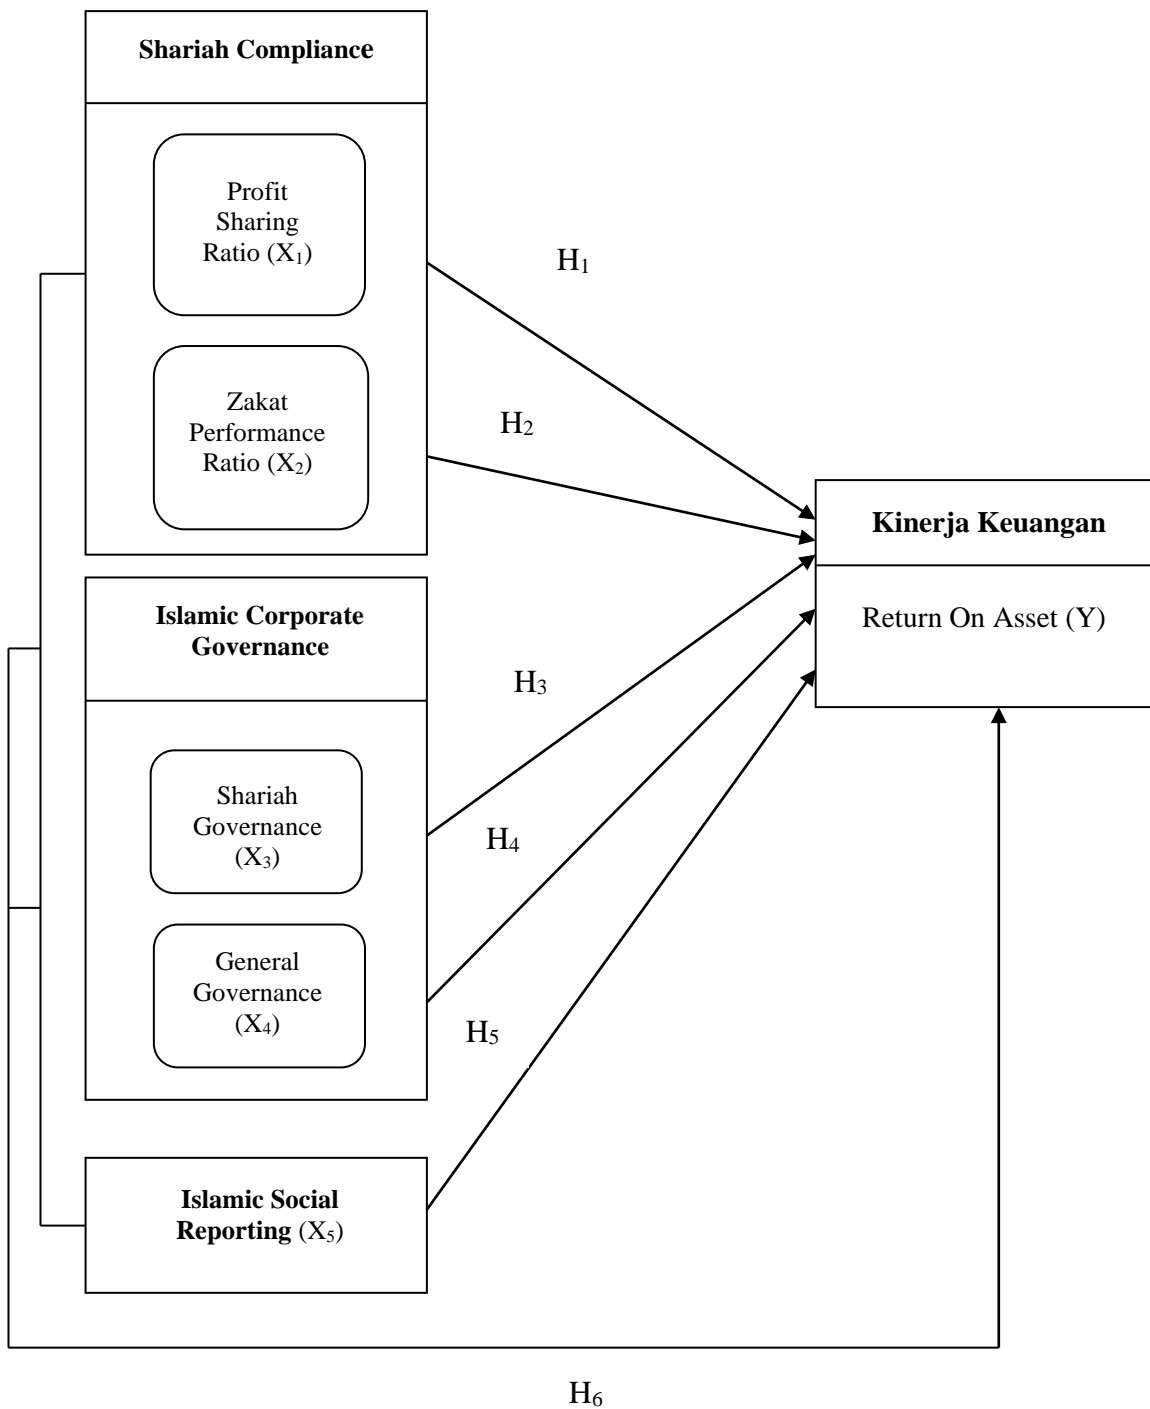 Shariah Compliance
Profit
Sharing
Ratio (X₁)
H₁
Zakat
Performance
Ratio (X₂)
H₂
Kinerja Keuangan
Return On Asset (Y)
Islamic Corporate
Governance
H₃
Shariah
Governance
(X₃)
H₄
General
Governance
(X₄)
H₅
Islamic Social
Reporting (X₅)
H₆